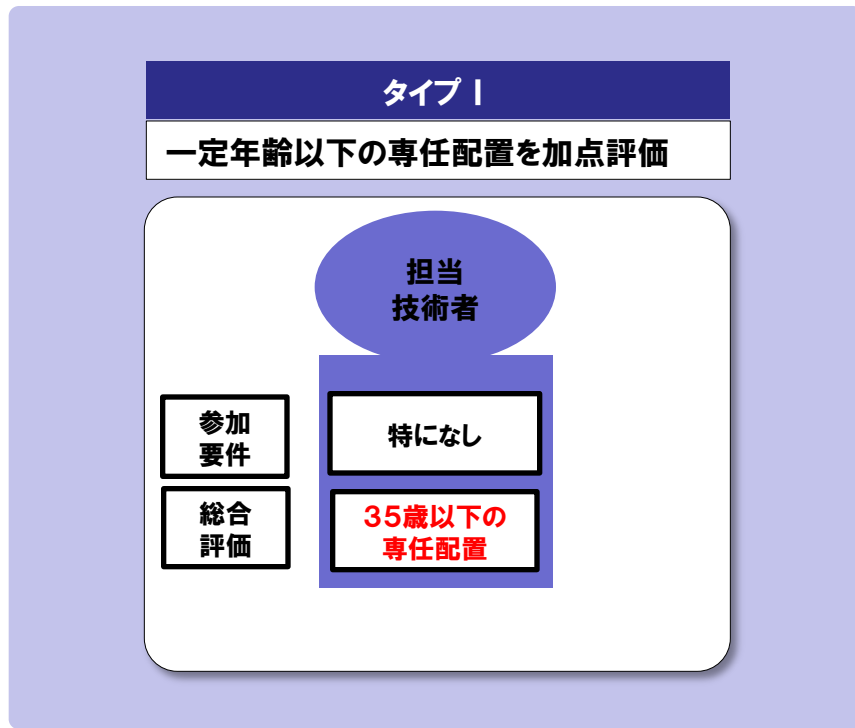 タイプⅠ
一定年齢以下の専任配置を加点評価
担当
技術者
参加
要件
特になし
総合
評価
35歳以下の
専任配置